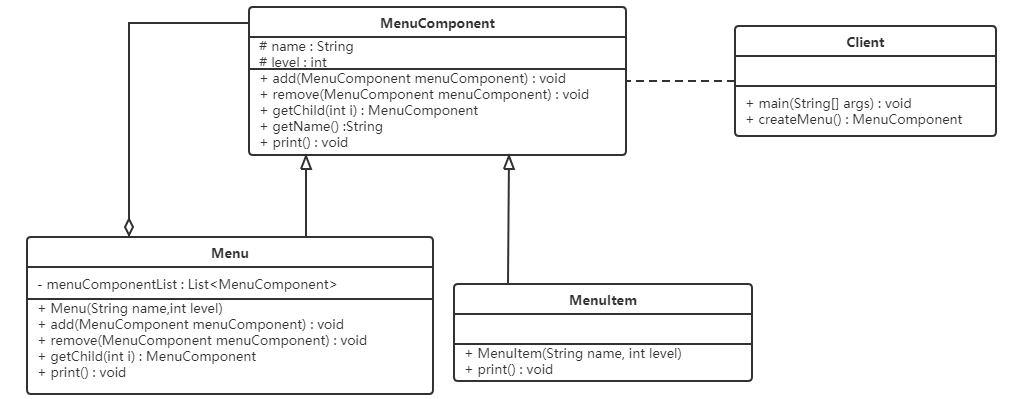 MenuComponent
# name : String
# level : int
+ add(MenuComponent menuComponent) : void
+ remove(MenuComponent menuComponent) : void
+ getChild(int i) : MenuComponent
+ getName() :String
+ print() : void
Client
+ main(String[] args) : void
+ createMenu() : MenuComponent
Menu
- menuComponentList : List<MenuComponent>
+ Menu(String name,int level)
+ add(MenuComponent menuComponent) : void
+ remove(MenuComponent menuComponent) : void
+ getChild(int i) : MenuComponent
+ print() : void
MenuItem
+ MenuItem(String name, int level)
+ print() : void